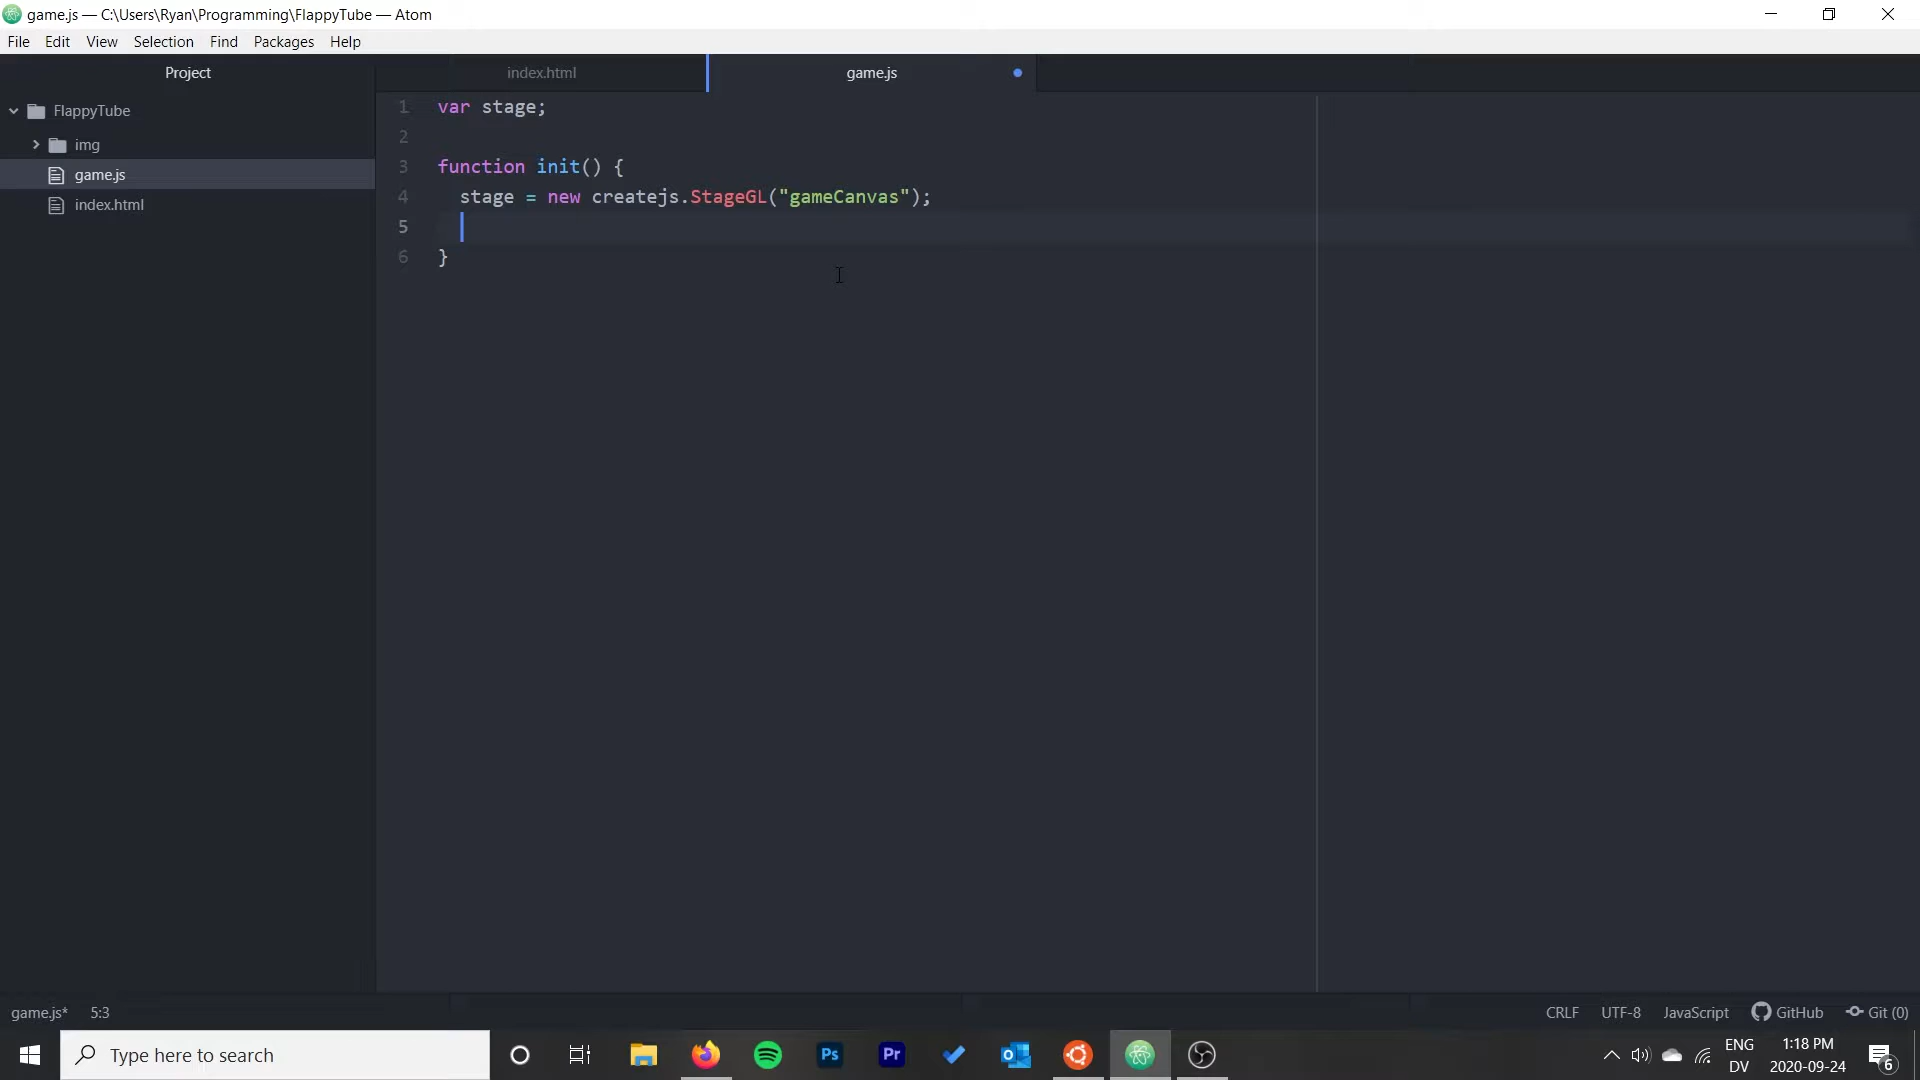 game.js — C:\Users\Ryan\Programming\FlappyTube — Atom
File Edit View Selection Find Packages Help
Project
index.html
game.js
FlappyTube
img
game.js
index.html
1 var stage;
2
3 function init() {
4 stage = new createjs.StageGL("gameCanvas");
5
6 }
game.js* 5:3
CRLF UTF-8 JavaScript GitHub Git (0)
Type here to search
Ps
Pr
ENG
DV
1:18 PM
2020-09-24
6